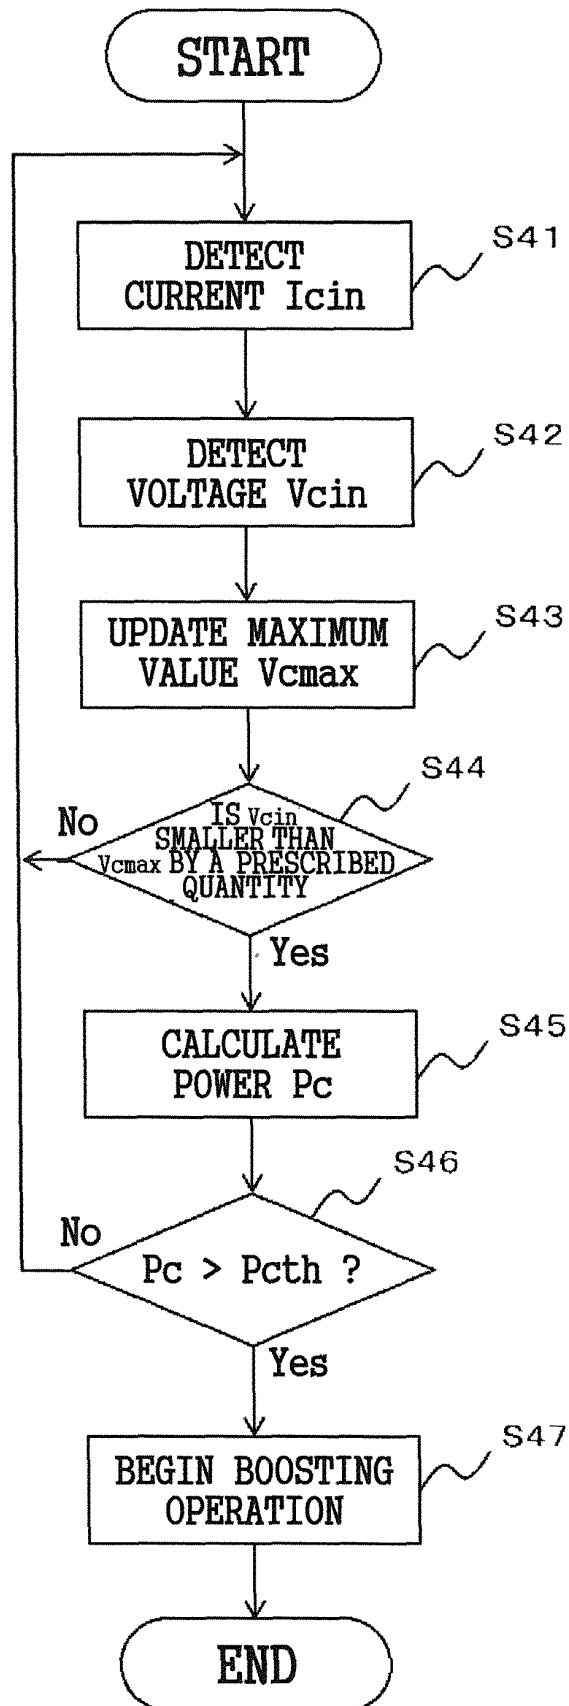 START
DETECT
CURRENT Icin
S41
DETECT
VOLTAGE Vcin
S42
UPDATE MAXIMUM
VALUE Vcmax
S43
S44
No
IS Vcin
SMALLER THAN
Vcmax BY A PRESCRIBED
QUANTITY
Yes
CALCULATE
POWER Pc
S45
S46
No
Pc > Pcth ?
Yes
BEGIN BOOSTING
OPERATION
S47
END